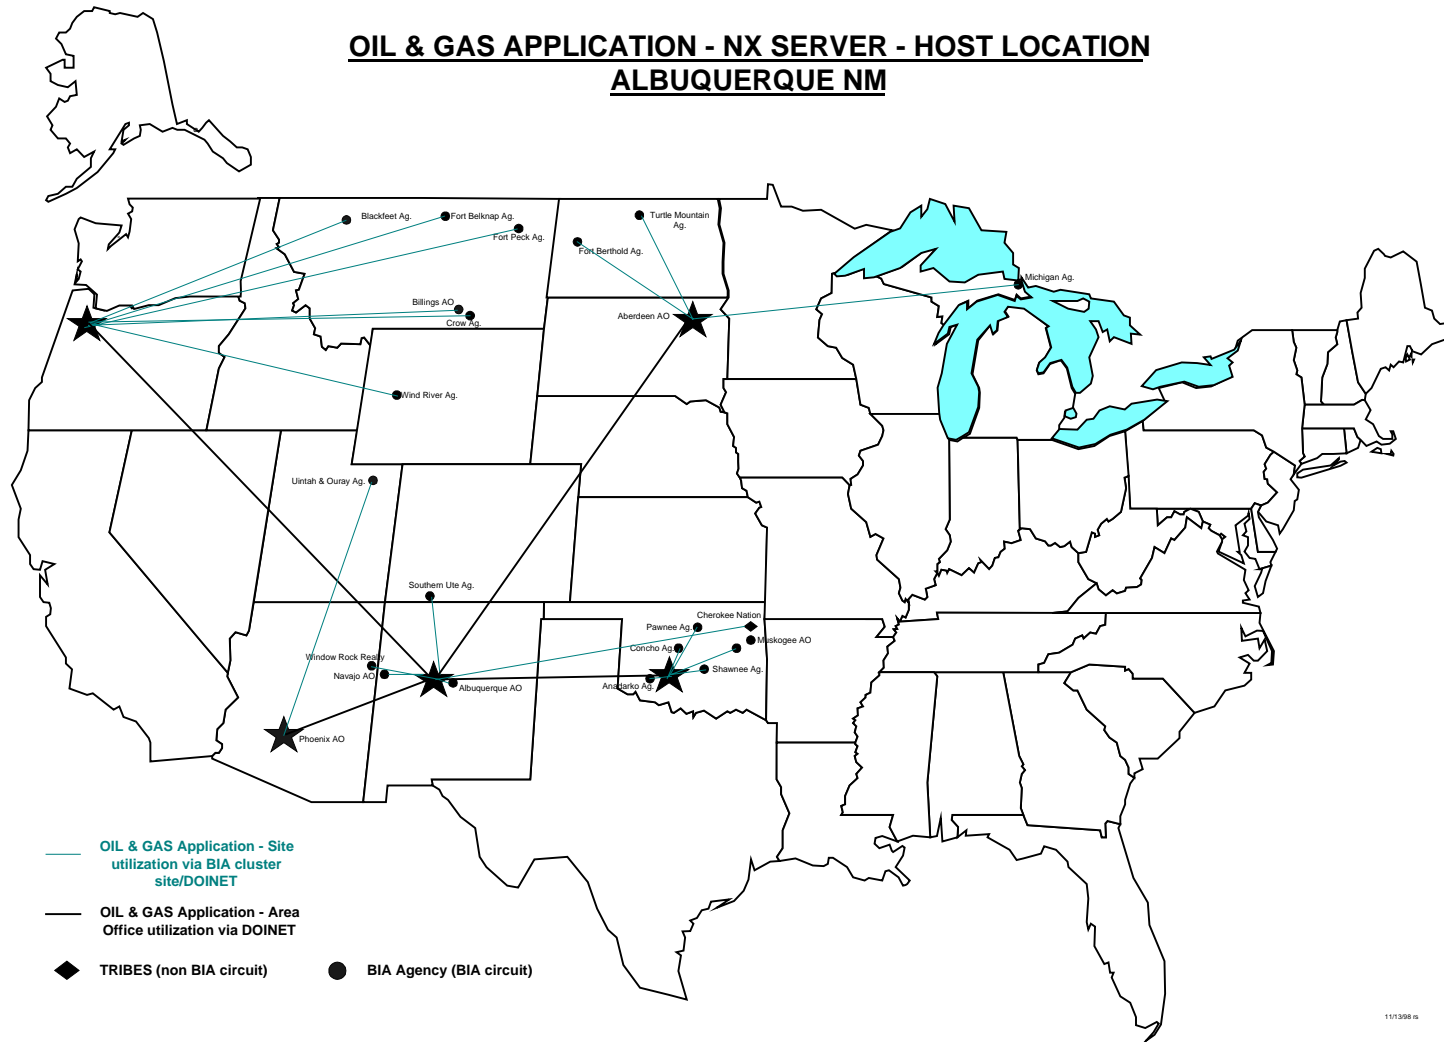 OIL & GAS APPLICATION - NX SERVER - HOST LOCATION
ALBUQUERQUE NM
Blackfeet Ag.
Fort Belknap Ag.
Fort Peck Ag.
Turtle Mountain
Ag.
Fort Berthold Ag.
Michigan Ag.
Billings AO
Crow Ag.
Aberdeen AO
Wind River Ag.
Uintah & Ouray Ag.
Southern Ute Ag.
Cherokee Nation
Pawnee Ag.
Muskogee AO
Concho Ag.
Window Rock Realty
Navajo AO
Shawnee Ag.
Anadarko Ag.
Albuquerque AO
Phoenix AO
OIL & GAS Application - Site
utilization via BIA cluster
site/DOINET
OIL & GAS Application - Area
Office utilization via DOINET
TRIBES (non BIA circuit)
BIA Agency (BIA circuit)
11/13/98 rs